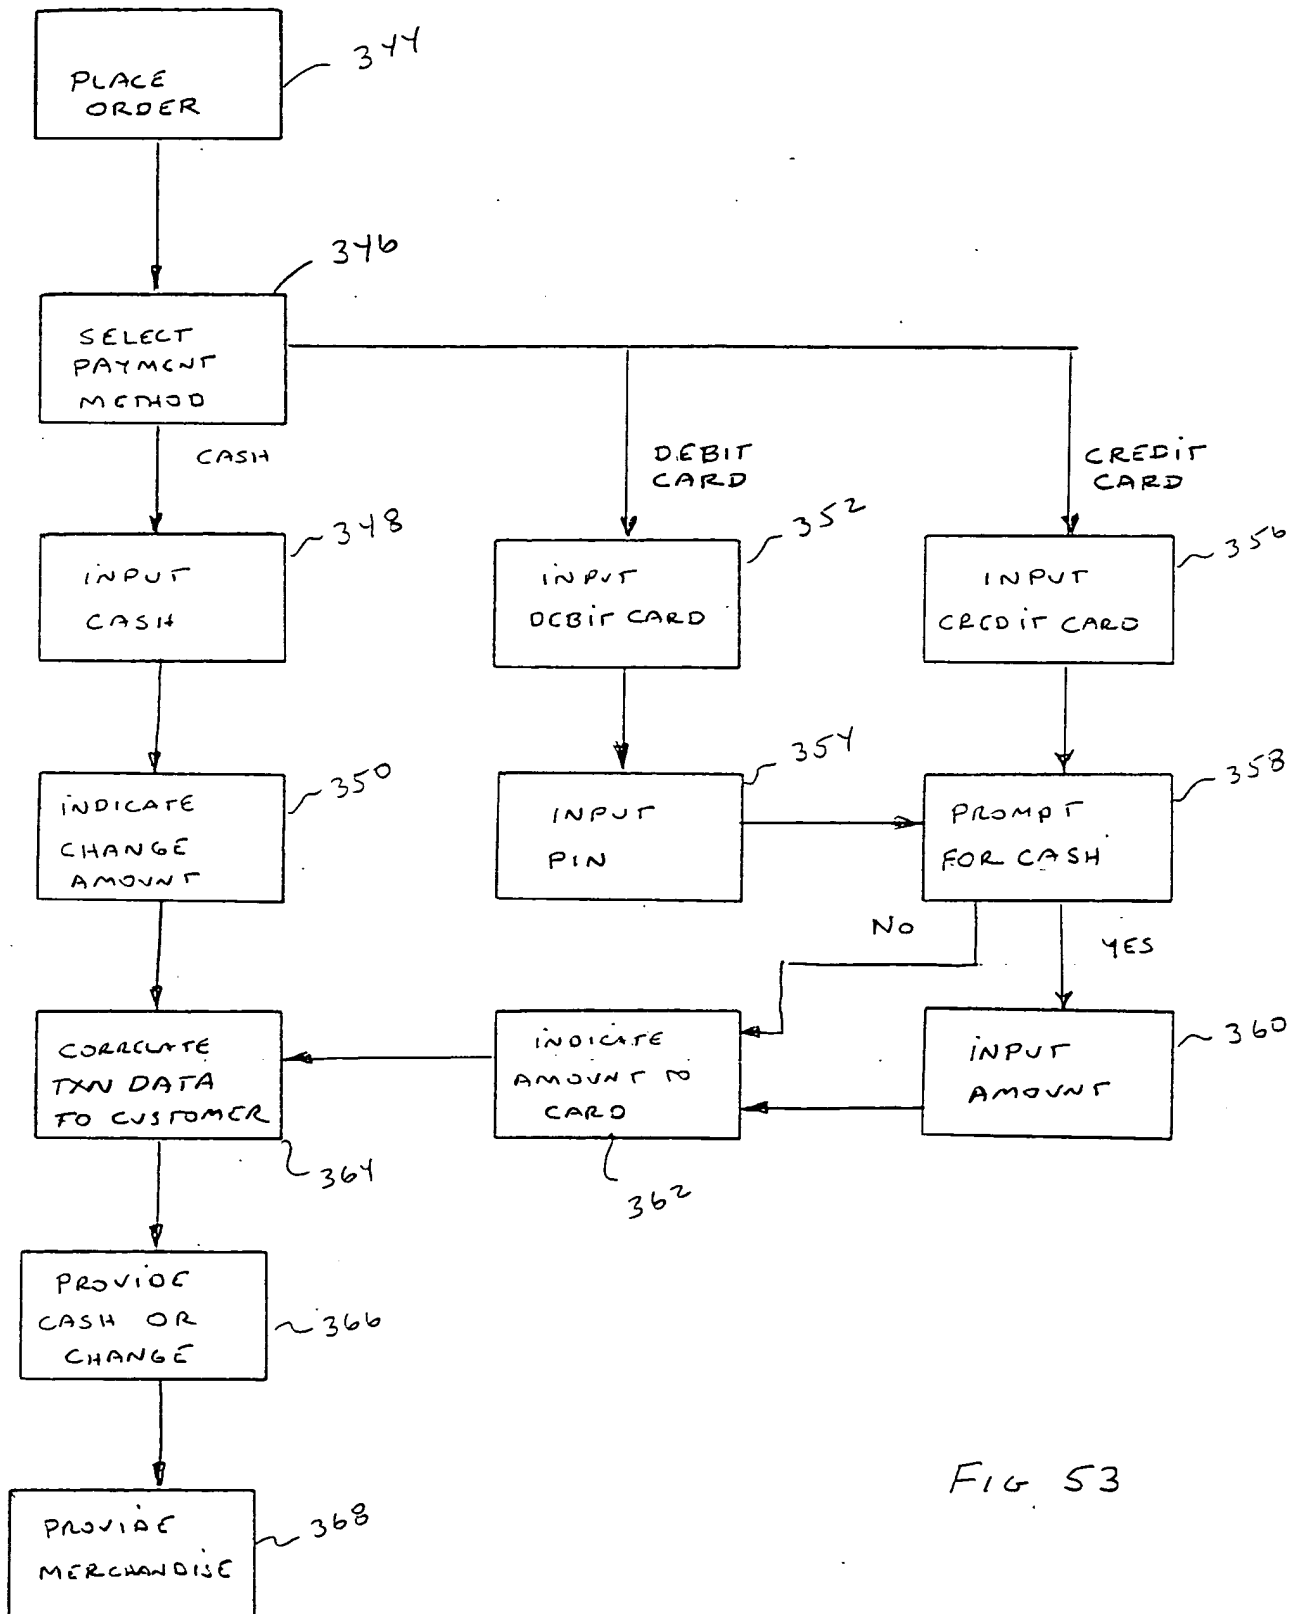 PLACE
ORDER
344
346
SELECT
PAYMENT
METHOD
CASH
DEBIT
CARD
CREDIT
CARD
348
INPUT
CASH
352
INPUT
DEBIT CARD
356
INPUT
CREDIT CARD
350
INDICATE
CHANGE
AMOUNT
354
INPUT
PIN
358
PROMPT
FOR CASH
NO
YES
CORRELATE
TXN DATA
TO CUSTOMER
364
INDICATE
AMOUNT TO
CARD
362
INPUT
AMOUNT
360
PROVIDE
CASH OR
CHANGE
366
PROVIDE
MERCHANDISE
368
FIG 53